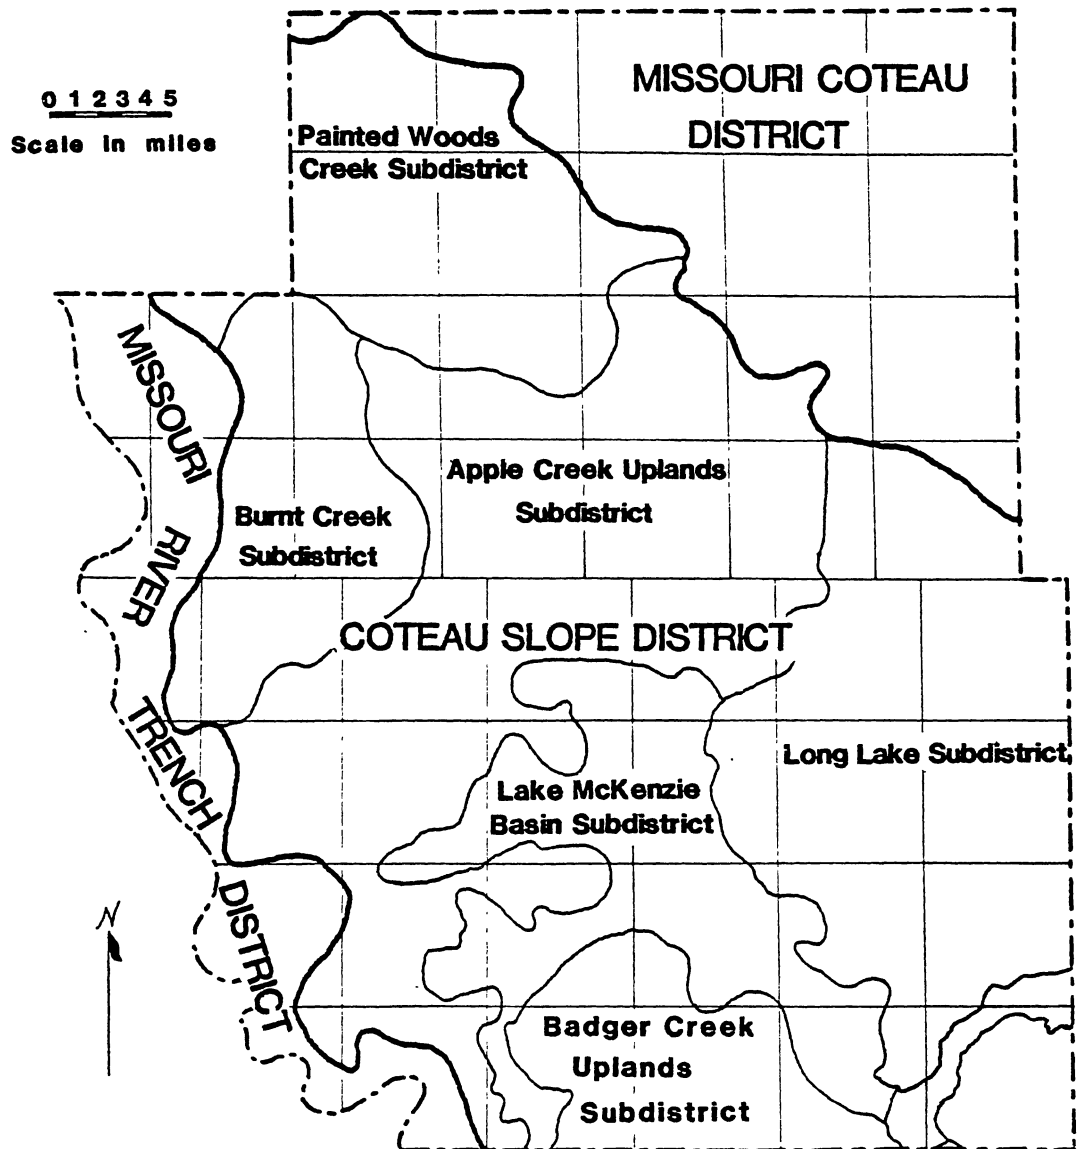 MISSOURI COTEAU
DISTRICT
0 1 2 3 4 5
Scale in miles
Painted Woods
Creek Subdistrict
MISSOURI
RIVER
TRENCH
DISTRICT
Apple Creek Uplands
Subdistrict
Burnt Creek
Subdistrict
COTEAU SLOPE DISTRICT
Long Lake Subdistrict
Lake McKenzie
Basin Subdistrict
N
Badger Creek
Uplands
Subdistrict